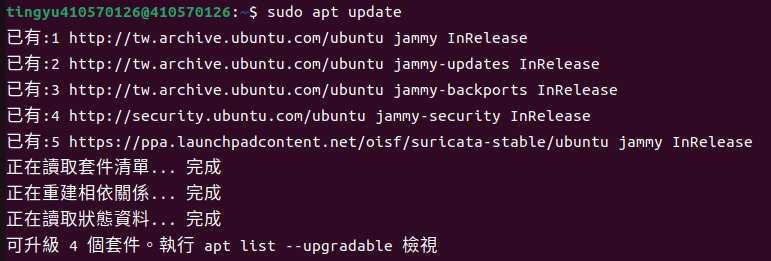 tingyu410570126@410570126:~$ sudo apt update
已有:1 http://tw.archive.ubuntu.com/ubuntu jammy InRelease
已有:2 http://tw.archive.ubuntu.com/ubuntu jammy-updates InRelease
已有:3 http://tw.archive.ubuntu.com/ubuntu jammy-backports InRelease
已有:4 http://security.ubuntu.com/ubuntu jammy-security InRelease
已有:5 https://ppa.launchpadcontent.net/oisf/suricata-stable/ubuntu jammy InRelease
正在讀取套件清單... 完成
正在重建相依關係... 完成
正在讀取狀態資料... 完成
可升級 4 個套件。執行 apt list --upgradable 檢視